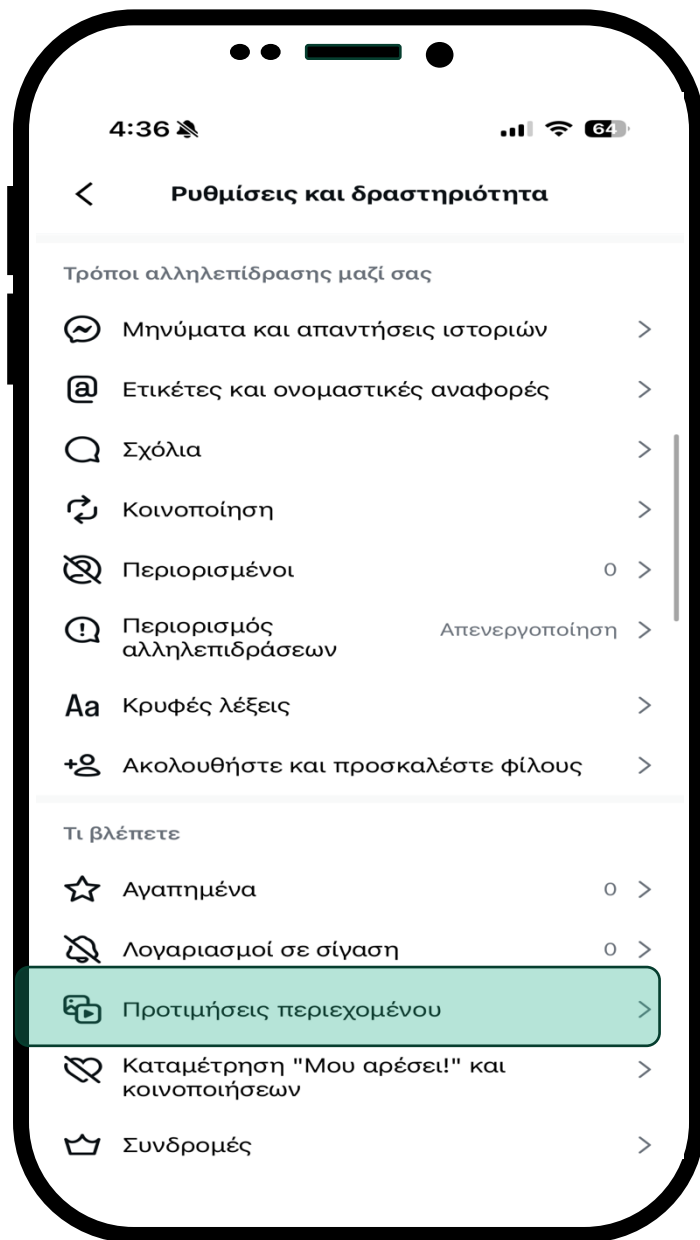 4:36
64
Ρυθμίσεις και δραστηριότητα
Τρόποι αλληλεπίδρασης μαζί σας
Μηνύματα και απαντήσεις ιστοριών
Ετικέτες και ονομαστικές αναφορές
Σχόλια
Κοινοποίηση
Περιορισμένοι 0
Περιορισμός
αλληλεπιδράσεων
Απενεργοποίηση
Aa Κρυφές λέξεις
Ακολουθήστε και προσκαλέστε φίλους
Τι βλέπετε
Αγαπημένα 0
Λογαριασμοί σε σίγαση 0
Προτιμήσεις περιεχομένου
Καταμέτρηση "Μου αρέσει!" και
κοινοποιήσεων
Συνδρομές